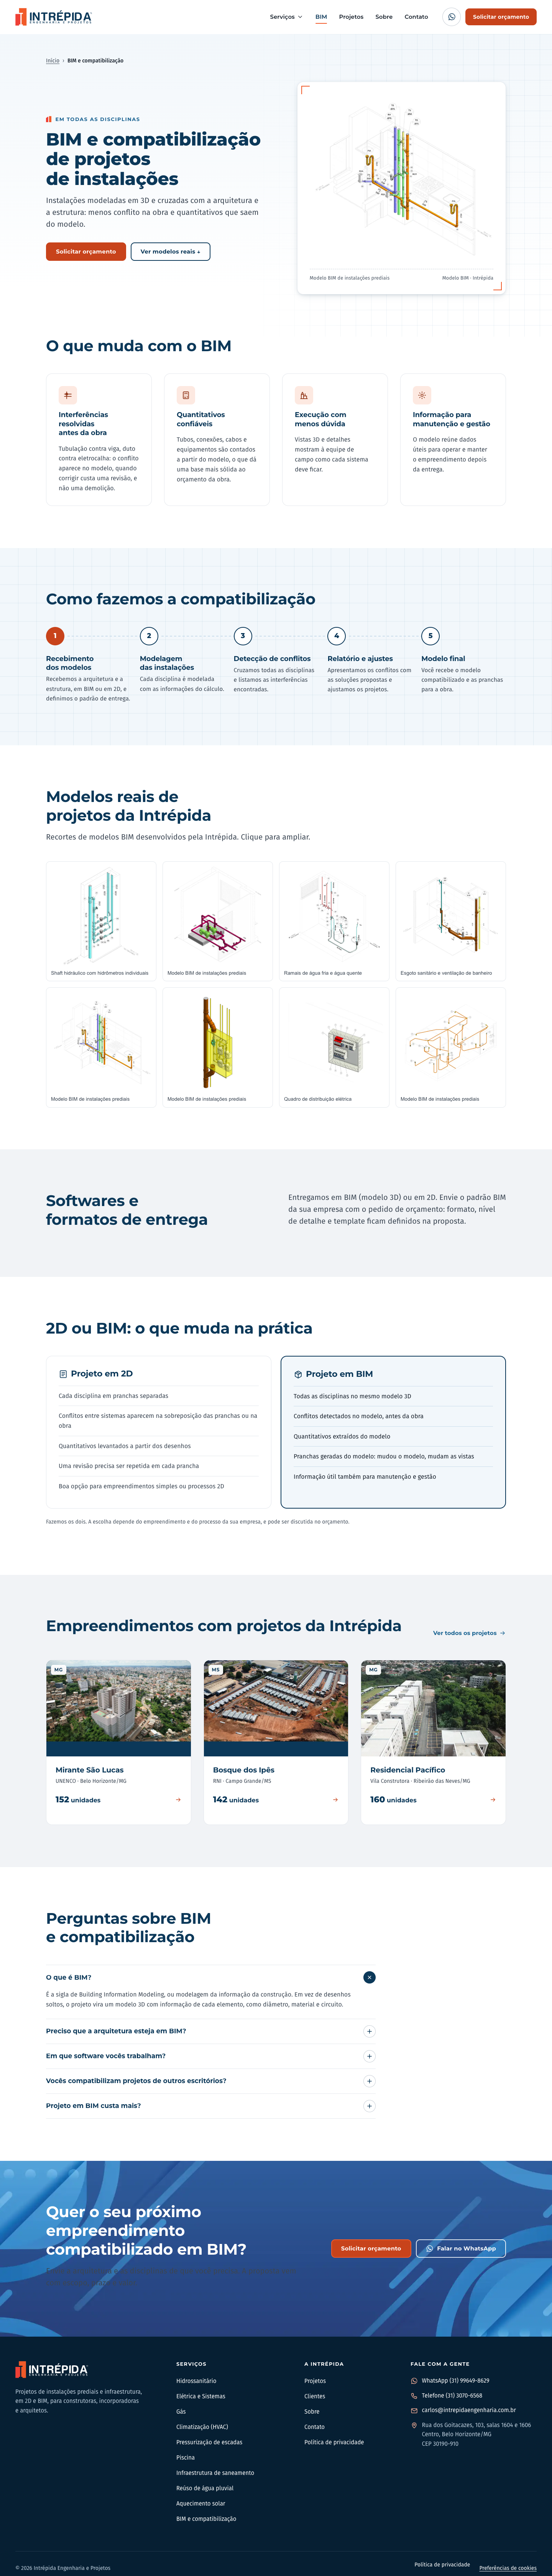 INTRÉPIDA
ENGENHARIA E PROJETOS
Serviços
BIM
Projetos
Sobre
Contato
Solicitar orçamento
Início › BIM e compatibilização
EM TODAS AS DISCIPLINAS
BIM e compatibilização
de projetos
de instalações
Instalações modeladas em 3D e cruzadas com a arquitetura e
a estrutura: menos conflito na obra e quantitativos que saem
do modelo.
Solicitar orçamento
Ver modelos reais ↓
Modelo BIM de instalações prediais
Modelo BIM · Intrépida
O que muda com o BIM
Interferências
resolvidas
antes da obra
Tubulação contra viga, duto
contra eletrocalha: o conflito
aparece no modelo, quando
corrigir custa uma revisão, e
não uma demolição.
Quantitativos
confiáveis
Tubos, conexões, cabos e
equipamentos são contados
a partir do modelo, o que dá
uma base mais sólida ao
orçamento da obra.
Execução com
menos dúvida
Vistas 3D e detalhes
mostram à equipe de
campo como cada sistema
deve ficar.
Informação para
manutenção e gestão
O modelo reúne dados
úteis para operar e manter
o empreendimento depois
da entrega.
Como fazemos a compatibilização
1
2
3
4
5
Recebimento
dos modelos
Recebemos a arquitetura e a
estrutura, em BIM ou em 2D, e
definimos o padrão de entrega.
Modelagem
das instalações
Cada disciplina é modelada
com as informações do cálculo.
Detecção de conflitos
Cruzamos todas as disciplinas
e listamos as interferências
encontradas.
Relatório e ajustes
Apresentamos os conflitos com
as soluções propostas e
ajustamos os projetos.
Modelo final
Você recebe o modelo
compatibilizado e as pranchas
para a obra.
Modelos reais de
projetos da Intrépida
Recortes de modelos BIM desenvolvidos pela Intrépida. Clique para ampliar.
Shaft hidráulico com hidrômetros individuais
Modelo BIM de instalações prediais
Ramais de água fria e água quente
Esgoto sanitário e ventilação de banheiro
Modelo BIM de instalações prediais
Modelo BIM de instalações prediais
Quadro de distribuição elétrica
Modelo BIM de instalações prediais
Softwares e
formatos de entrega
Entregamos em BIM (modelo 3D) ou em 2D. Envie o padrão BIM
da sua empresa com o pedido de orçamento: formato, nível
de detalhe e template ficam definidos na proposta.
2D ou BIM: o que muda na prática
Projeto em 2D
Cada disciplina em pranchas separadas
Conflitos entre sistemas aparecem na sobreposição das pranchas ou na
obra
Quantitativos levantados a partir dos desenhos
Uma revisão precisa ser repetida em cada prancha
Boa opção para empreendimentos simples ou processos 2D
Projeto em BIM
Todas as disciplinas no mesmo modelo 3D
Conflitos detectados no modelo, antes da obra
Quantitativos extraídos do modelo
Pranchas geradas do modelo: mudou o modelo, mudam as vistas
Informação útil também para manutenção e gestão
Fazemos os dois. A escolha depende do empreendimento e do processo da sua empresa, e pode ser discutida no orçamento.
Empreendimentos com projetos da Intrépida
Ver todos os projetos →
MG
Mirante São Lucas
UNENCO · Belo Horizonte/MG
152 unidades →
MS
Bosque dos Ipês
RNI · Campo Grande/MS
142 unidades →
MG
Residencial Pacífico
Vila Construtora · Ribeirão das Neves/MG
160 unidades →
Perguntas sobre BIM
e compatibilização
O que é BIM?
É a sigla de Building Information Modeling, ou modelagem da informação da construção. Em vez de desenhos
soltos, o projeto vira um modelo 3D com informação de cada elemento, como diâmetro, material e circuito.
Preciso que a arquitetura esteja em BIM?
Em que software vocês trabalham?
Vocês compatibilizam projetos de outros escritórios?
Projeto em BIM custa mais?
Quer o seu próximo
empreendimento
compatibilizado em BIM?
Solicitar orçamento
Falar no WhatsApp
INTRÉPIDA
ENGENHARIA E PROJETOS
Projetos de instalações prediais e infraestrutura,
em 2D e BIM, para construtoras, incorporadoras
e arquitetos.
SERVIÇOS
Hidrossanitário
Elétrica e Sistemas
Gás
Climatização (HVAC)
Pressurização de escadas
Piscina
Infraestrutura de saneamento
Reúso de água pluvial
Aquecimento solar
BIM e compatibilização
A INTRÉPIDA
Projetos
Clientes
Sobre
Contato
Política de privacidade
FALE COM A GENTE
WhatsApp (31) 99649-8629
Telefone (31) 3070-6568
carlos@intrepidaengenharia.com.br
Rua dos Goitacazes, 103, salas 1604 e 1606
Centro, Belo Horizonte/MG
CEP 30190-910
© 2026 Intrépida Engenharia e Projetos
Política de privacidade
Preferências de cookies